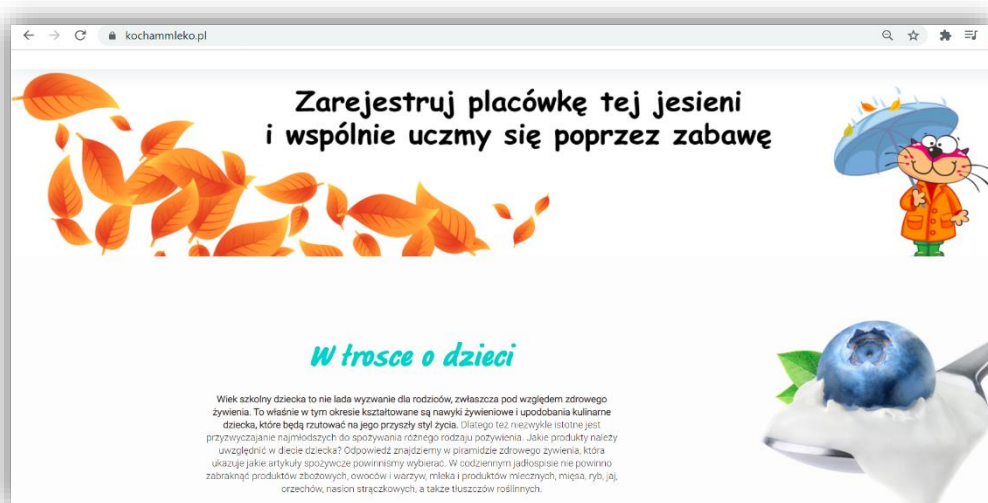 kochammleko.pl
Zarejestruj placówkę tej jesieni
i wspólnie uczmy się poprzez zabawę
W trosce o dzieci
Wiek szkolny dziecka to nie lada wyzwanie dla rodziców, zwłaszcza pod względem zdrowego
żywienia. To właśnie w tym okresie kształtowane są nawyki żywieniowe i upodobania kulinarne
dziecka, które będą rzutować na jego przyszły styl życia. Dlatego też niezwykle istotne jest
przyzwyczajanie najmłodszych do spożywania różnego rodzaju pożywienia. Jakie produkty należy
uwzględnić w diecie dziecka? Odpowiedź znajdziemy w piramidzie zdrowego żywienia, która
ukazuje jakie artykuły spożywcze powinniśmy wybierać. W codziennym jadłospisie nie powinno
zabraknąć produktów zbożowych, owoców i warzyw, mleka i produktów mlecznych, mięsa, ryb, jaj,
orzechów, nasion strączkowych, a także tłuszczów roślinnych.